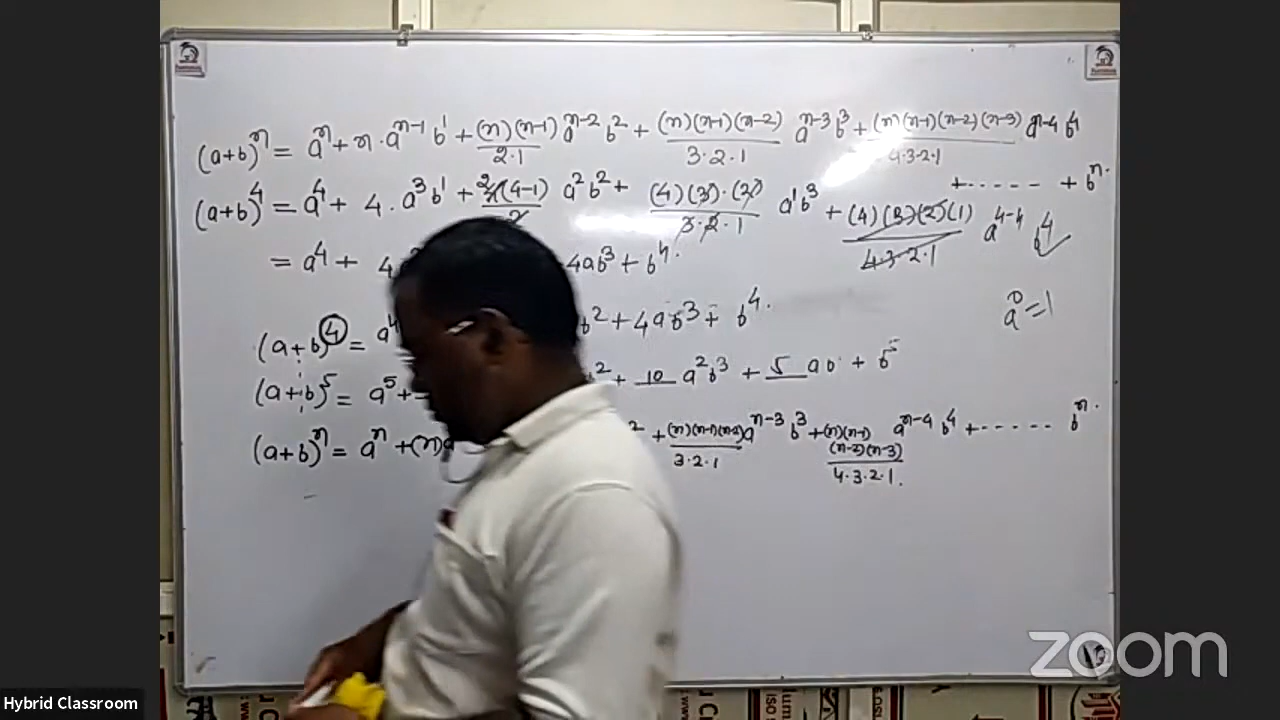 (a+b)^n = a^n + n · a^(n-1) b^1 + (n)(n-1)/2·1 a^(n-2) b^2 + (n)(n-1)(n-2)/3·2·1 a^(n-3) b^3 + (n)(n-1)(n-2)(n-3)/4·3·2·1 a^(n-4) b^4
+ - - - - - + b^n.
(a+b)^4 = a^4 + 4 · a^3 b^1 + (4-1)/2 a^2 b^2 + (4)(3)·(2)/3·2·1 a^1 b^3 + (4)(3)(2)(1)/4·3·2·1 a^(4-4) b^4
= a^4 + 4 4ab^3 + b^4.
a^0 = 1
(a+b)^4 = a^4 b^2 + 4ab^3 + b^4.
(a+b)^5 = a^5 + b^2 + 10 a^2b^3 + 5 ab + b^5
(a+b)^n = a^n + (n)a + (n)(n-1)(n-2)/3·2·1 a^(n-3) b^3 + (n)(n-1)(n-2)(n-3)/4·3·2·1. a^(n-4) b^4 + - - - - - b^n.
zoom
Hybrid Classroom